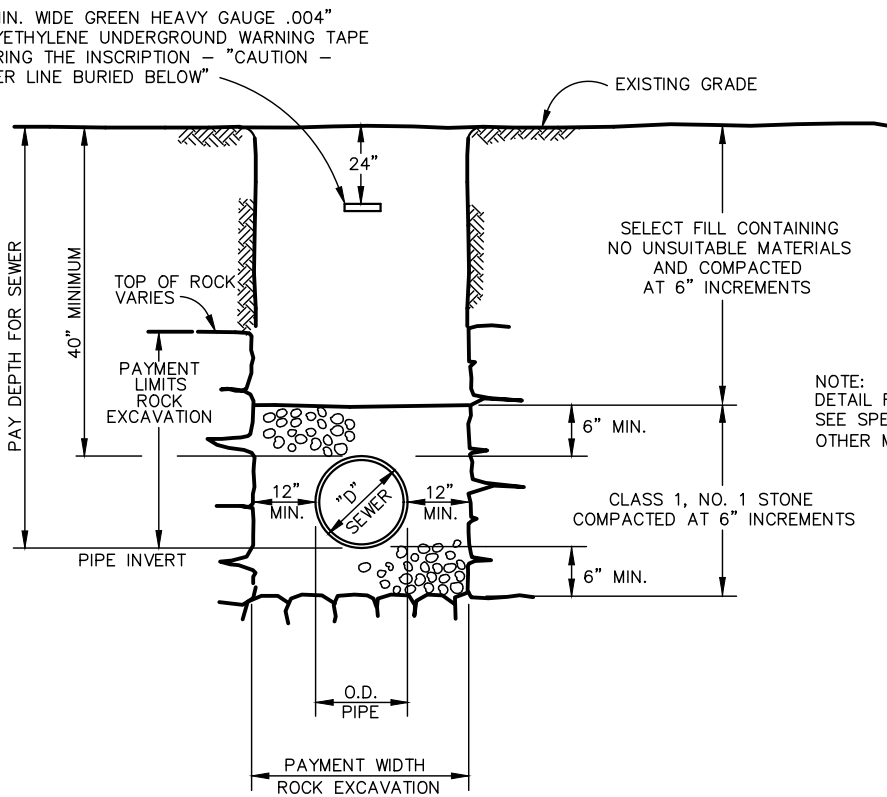 IN. WIDE GREEN HEAVY GAUGE .004”
YETHYLENE UNDERGROUND WARNING TAPE
RING THE INSCRIPTION – ”CAUTION –
ER LINE BURIED BELOW”
EXISTING GRADE
24”
SELECT FILL CONTAINING
NO UNSUITABLE MATERIALS
AND COMPACTED
AT 6” INCREMENTS
PAY DEPTH FOR SEWER
40” MINIMUM
TOP OF ROCK
VARIES
PAYMENT
LIMITS
ROCK
EXCAVATION
NOTE:
DETAIL
SEE SPE
OTHER M
6” MIN.
12”
MIN.
”D”
SEWER
12”
MIN.
CLASS 1, NO. 1 STONE
COMPACTED AT 6” INCREMENTS
PIPE INVERT
6” MIN.
O.D.
PIPE
PAYMENT WIDTH
ROCK EXCAVATION